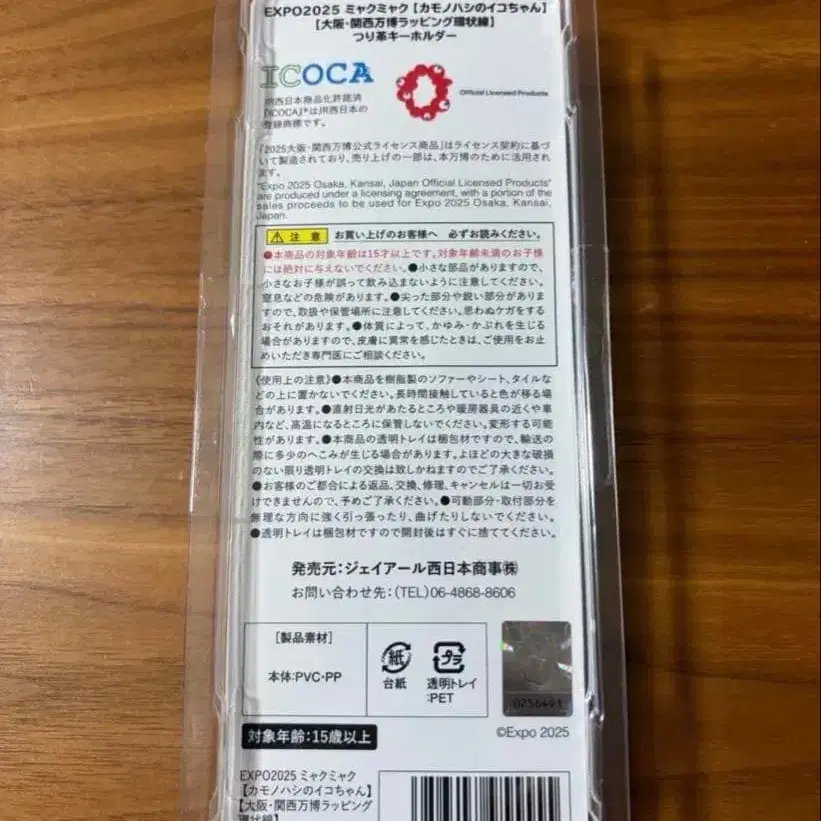 EXPO2025 ミャクミャク【カモノハシのイコちゃん】
【大阪・関西万博ラッピング環状線】
つり革キーホルダー
ICOCA
JR西日本商品化許諾済
『ICOCA』®はJR西日本の
登録商標です。
Official Licensed Products
「2025大阪・関西万博公式ライセンス商品」はライセンス契約に基づ
いて製造されており、売り上げの一部は、本万博のために活用され
ます。
"Expo 2025 Osaka, Kansai, Japan Official Licensed Products"
are produced under a licensing agreement, with a portion of the
sales proceeds to be used for Expo 2025 Osaka, Kansai,
Japan.
注意 お買い上げのお客様へ 必ずお読みください。
●本商品の対象年齢は15才以上です。対象年齢未満のお子様
には絶対に与えないでください。●小さな部品がありますので、
小さなお子様が誤って飲み込まないように注意してください。
窒息などの危険があります。●尖った部分や鋭い部分がありま
すので、取扱や保管場所に注意してください。思わぬケガをする
おそれがあります。●体質によって、かゆみ・かぶれを生じる
場合がありますので、皮膚に異常を感じたときは、ご使用をお止
めいただき専門医にご相談ください。
《使用上の注意》●本商品を樹脂製のソファーやシート、タイルな
どの上に置かないでください。長時間接触していると色が移る場
合があります。●直射日光があたるところや暖房器具の近くや車
内など、高温になるところに保管しないでください。変形する可能
性があります。●本商品の透明トレイは梱包材ですので、輸送の
際に多少のへこみが生じる場合があります。よほどの大きな破損
のない限り透明トレイの交換は致しかねますのでご了承ください。
●お客様のご都合による返品、交換、修理、キャンセルは一切お受
けできませんので、予めご了承ください。●可動部分・取付部分を
無理な方向に強く引っ張ったり、曲げたりしないでください。
●透明トレイは梱包材ですので開封後はすぐに捨ててください。
発売元：ジェイアール西日本商事㈱
お問い合わせ先：（TEL）06-4868-8606
［製品素材］
本体：PVC・PP
紙
台紙
プラ
透明トレイ
：PET
0256499
©Expo 2025
対象年齢：15歳以上
EXPO2025 ミャクミャク
【カモノハシのイコちゃん】
【大阪・関西万博ラッピング
環状線】